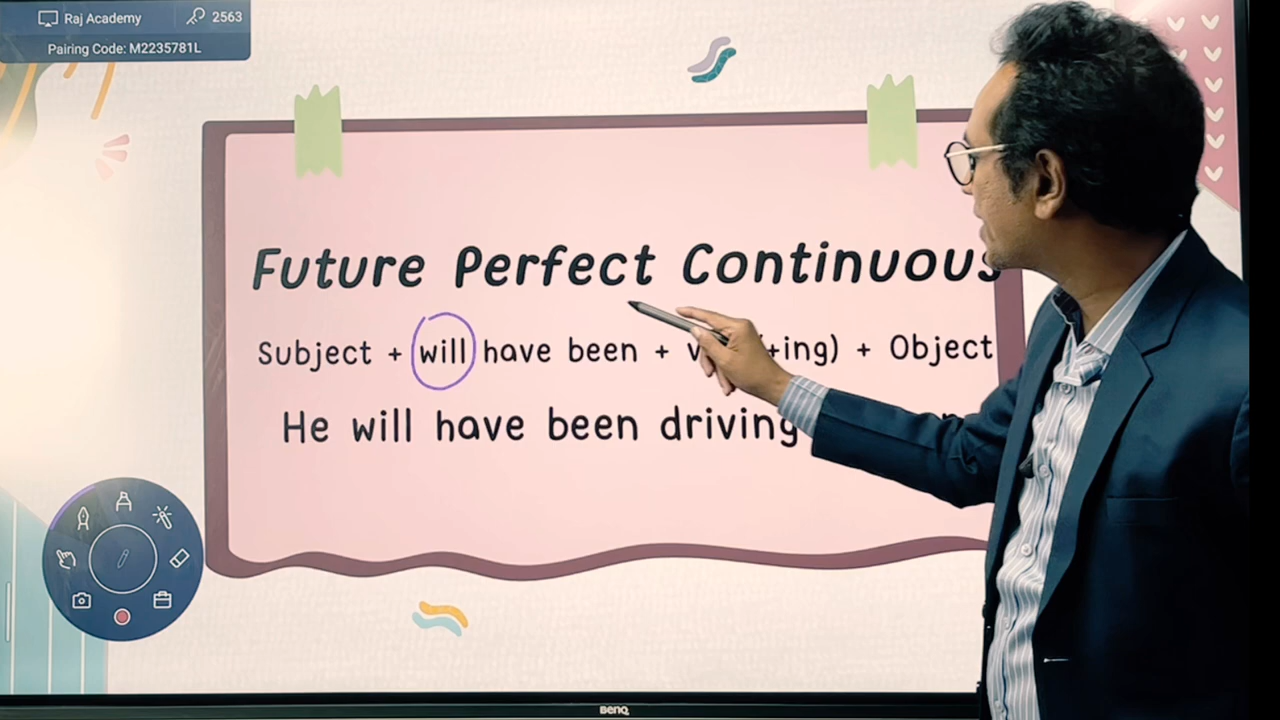 Raj Academy 2563
Pairing Code: M2235781L
Future Perfect Continuous
Subject + will have been + +ing) + Object
He will have been driving
BenQ